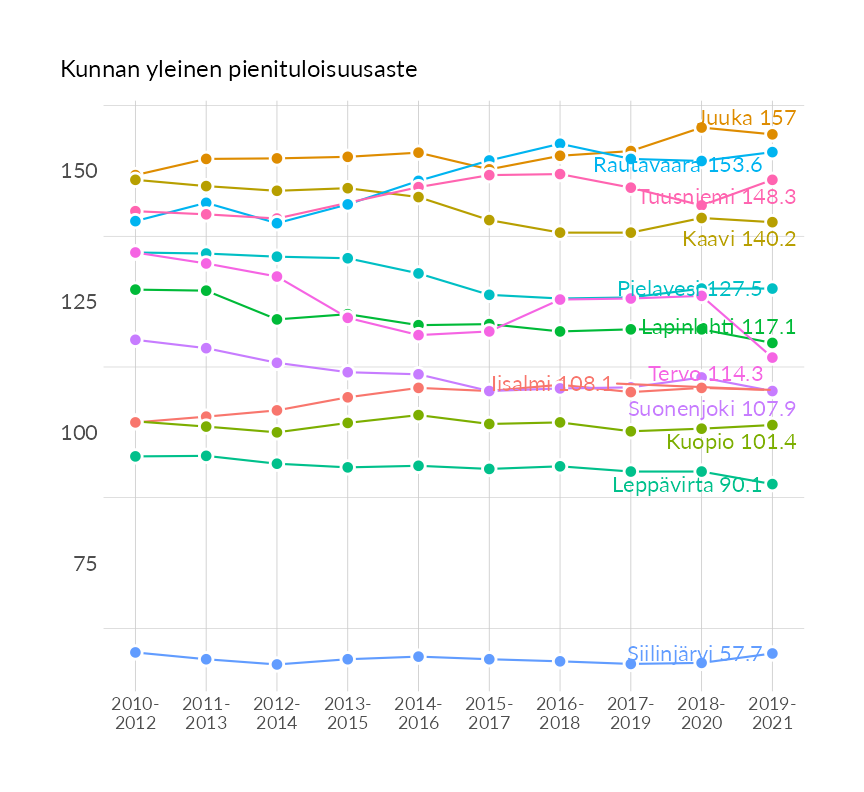 Kunnan yleinen pienituloisuusaste
Juuka 157
150
Rautavaara 153.6
Tuusniemi 148.3
Kaavi 140.2
Pielavesi 127.5
125
Lapinlahti 117.1
Tervo 114.3
Iisalmi 108.1
Suonenjoki 107.9
100
Kuopio 101.4
Leppävirta 90.1
75
Siilinjärvi 57.7
2010- 2011- 2012- 2013- 2014- 2015- 2016- 2017- 2018- 2019-
2012 2013 2014 2015 2016 2017 2018 2019 2020 2021